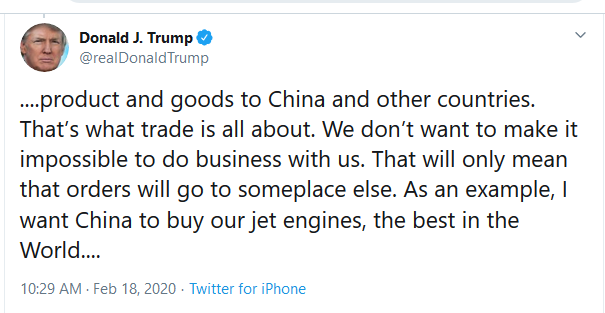 Donald J. Trump
@realDonaldTrump
....product and goods to China and other countries.
That’s what trade is all about. We don’t want to make it
impossible to do business with us. That will only mean
that orders will go to someplace else. As an example, I
want China to buy our jet engines, the best in the
World....
10:29 AM · Feb 18, 2020 · Twitter for iPhone